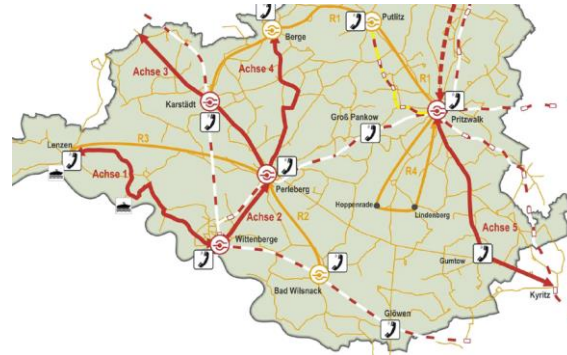 Putlitz
R1
Berge
Achse 3
Achse 4
R1
Karstädt
Groß Pankow
Pritzwalk
Lenzen
R3
Achse 1
Perleberg
R4
Achse 2
R2
Hoppenrade
Lindenberg
Achse 5
Wittenberge
Gumtow
Bad Wilsnack
Kyritz
Glöwen